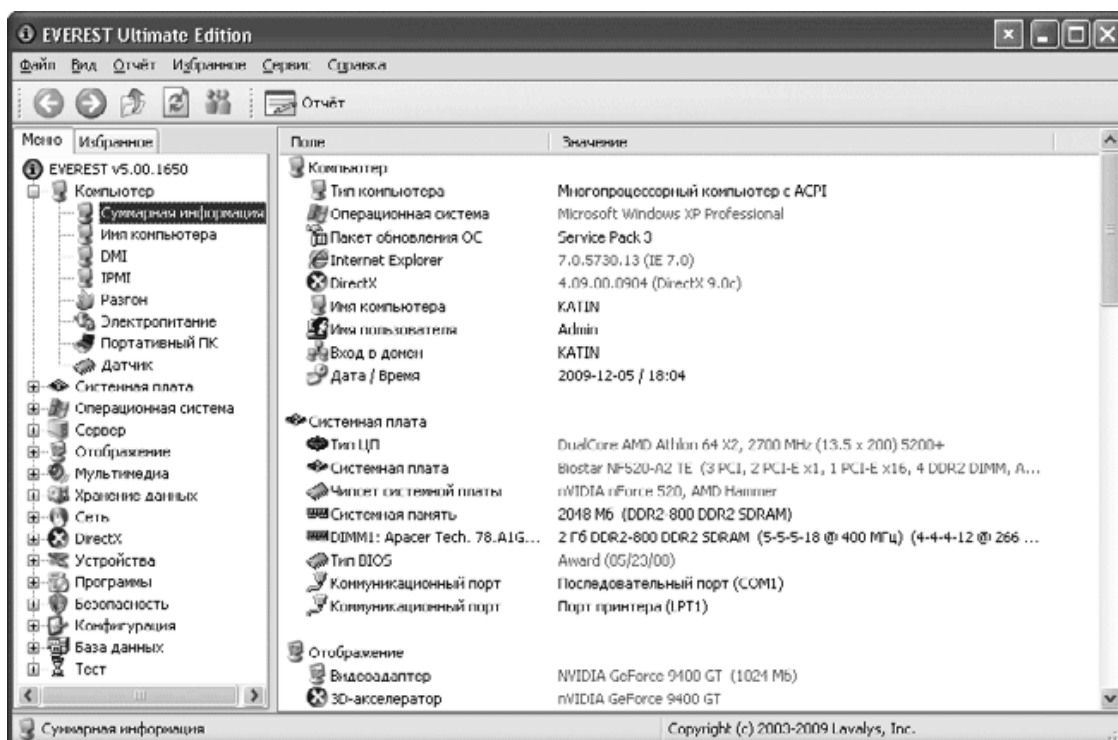 EVEREST Ultimate Edition
Файл Вид Отчёт Избранное Сервис Справка
Отчёт
Меню Избранное
EVEREST v5.00.1650
Компьютер
Суммарная информация
Имя компьютера
DMI
IPMI
Разгон
Электропитание
Портативный ПК
Датчик
Системная плата
Операционная система
Сервер
Отображение
Мультимедиа
Хранение данных
Сеть
DirectX
Устройства
Программы
Безопасность
Конфигурация
База данных
Тест
Поле Значение
Компьютер
Тип компьютера Многопроцессорный компьютер с ACPI
Операционная система Microsoft Windows XP Professional
Пакет обновления ОС Service Pack 3
Internet Explorer 7.0.5730.13 (IE 7.0)
DirectX 4.09.00.0904 (DirectX 9.0c)
Имя компьютера KATIN
Имя пользователя Admin
Вход в домен KATIN
Дата / Время 2009-12-05 / 18:04
Системная плата
Тип ЦП DualCore AMD Athlon 64 X2, 2700 MHz (13.5 x 200) 5200+
Системная плата Biostar NF520-A2 TE (3 PCI, 2 PCI-E x1, 1 PCI-E x16, 4 DDR2 DIMM, A...
Чипсет системной платы nVIDIA nForce 520, AMD Hammer
Системная память 2048 Мб (DDR2-800 DDR2 SDRAM)
DIMM1: Apacer Tech. 78.A1G... 2 Гб DDR2-800 DDR2 SDRAM (5-5-5-18 @ 400 МГц) (4-4-4-12 @ 266 ...
Тип BIOS Award (05/23/08)
Коммуникационный порт Последовательный порт (COM1)
Коммуникационный порт Порт принтера (LPT1)
Отображение
Видеоадаптер NVIDIA GeForce 9400 GT (1024 Мб)
3D-акселератор nVIDIA GeForce 9400 GT
Суммарная информация Copyright (c) 2003-2009 Lavalys, Inc.